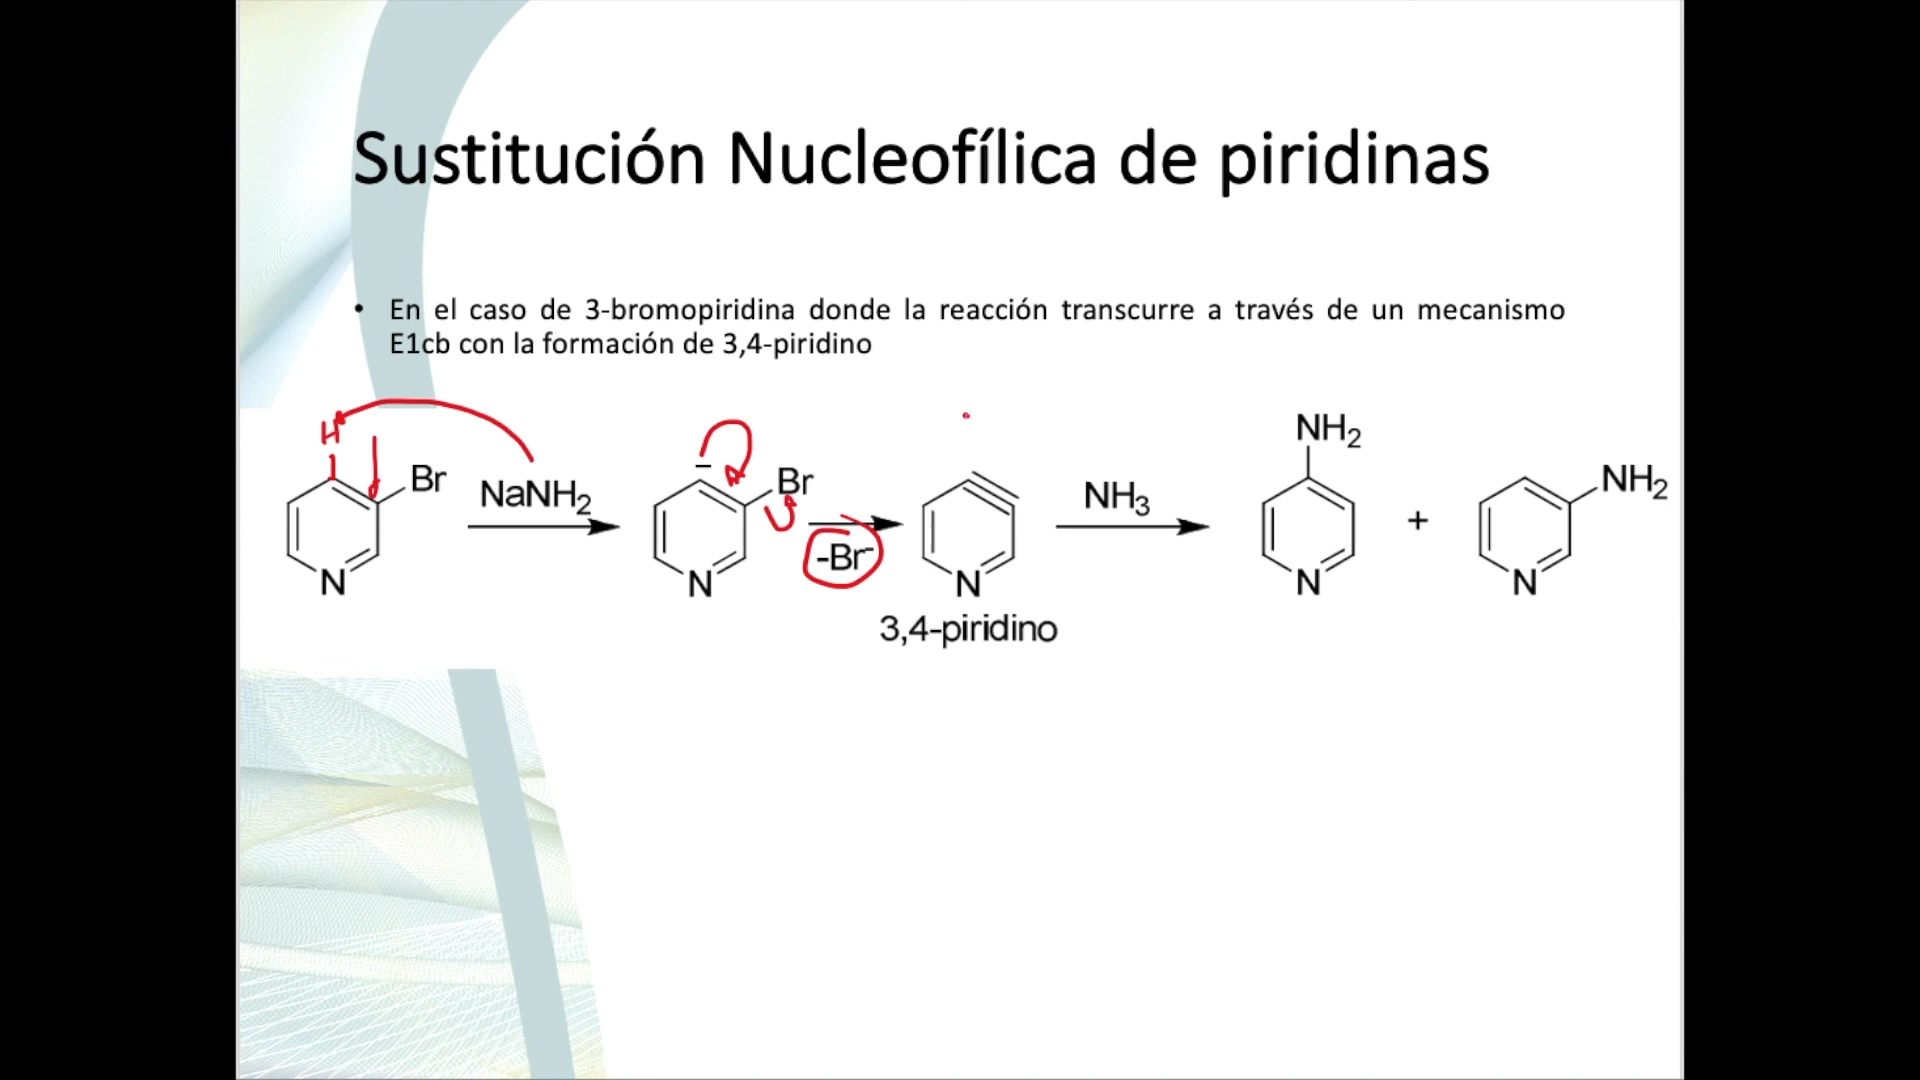 Sustitución Nucleofílica de piridinas
• En el caso de 3-bromopiridina donde la reacción transcurre a través de un mecanismo
E1cb con la formación de 3,4-piridino
H
Br
N
NaNH2
-
Br
N
-Br-
N
3,4-piridino
NH3
NH2
N
+
NH2
N